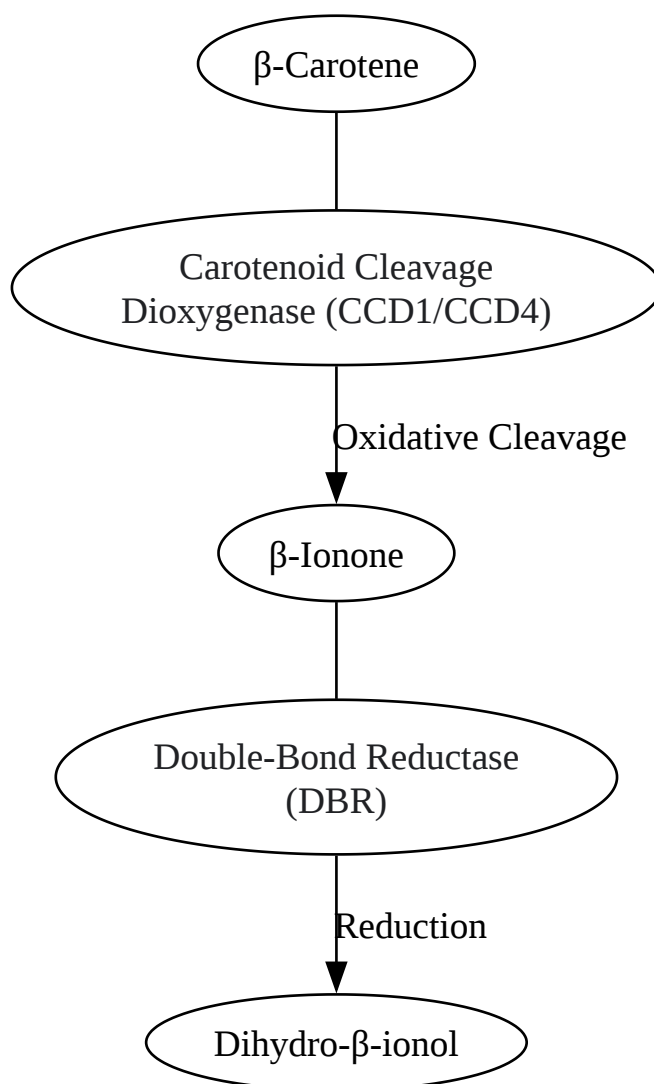 β-Carotene
Carotenoid Cleavage
Dioxygenase (CCD1/CCD4)
Oxidative Cleavage
β-Ionone
Double-Bond Reductase
(DBR)
Reduction
Dihydro-β-ionol